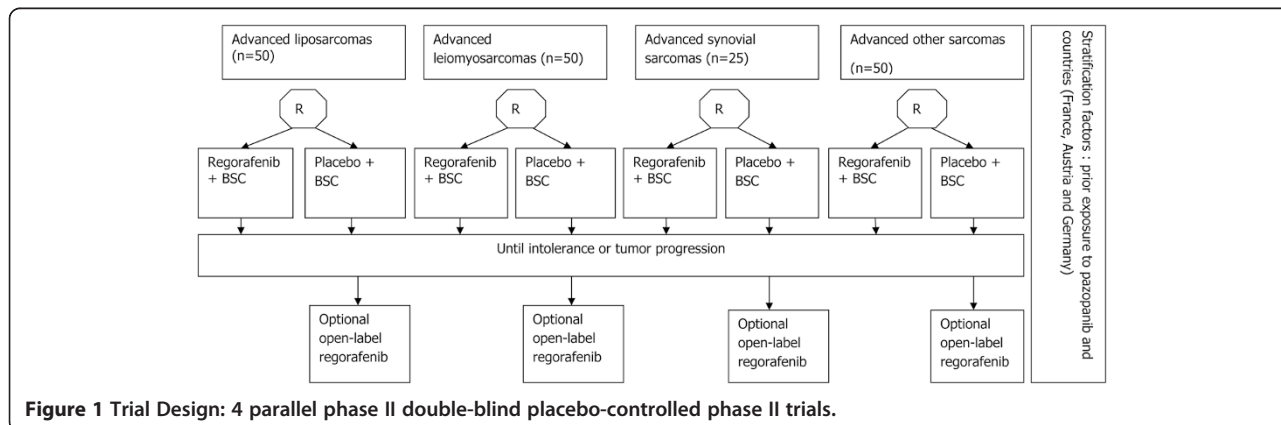 Advanced liposarcomas
(n=50)
Advanced
leiomyosarcomas (n=50)
Advanced synovial
sarcomas (n=25)
Advanced other sarcomas
(n=50)
R
R
R
R
Regorafenib
+ BSC
Placebo +
BSC
Regorafenib
+ BSC
Placebo +
BSC
Regorafenib
+ BSC
Placebo +
BSC
Regorafenib
+ BSC
Placebo +
BSC
Until intolerance or tumor progression
Optional
open-label
regorafenib
Optional
open-label
regorafenib
Optional
open-label
regorafenib
Optional
open-label
regorafenib
Stratification factors : prior exposure to pazopanib and
countries (France, Austria and Germany)
Figure 1 Trial Design: 4 parallel phase II double-blind placebo-controlled phase II trials.